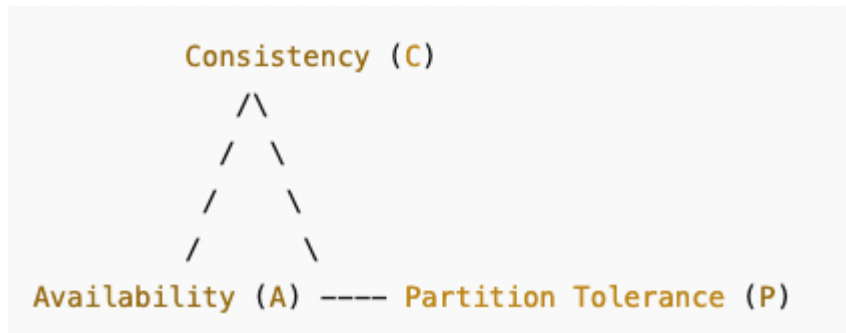 Consistency (C)
/\
/  \
/    \
/      \
Availability (A) ---- Partition Tolerance (P)